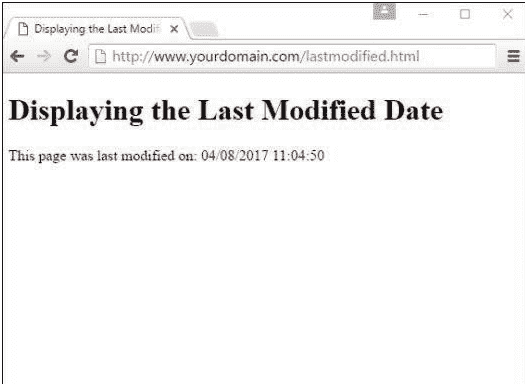 Displaying the Last Modif
http://www.yourdomain.com/lastmodified.html
Displaying the Last Modified Date
This page was last modified on: 04/08/2017 11:04:50